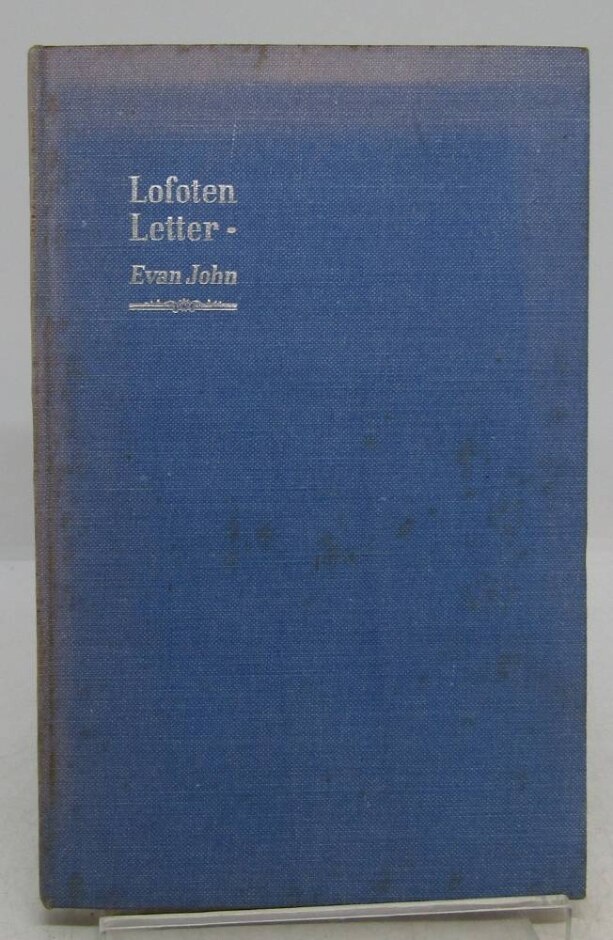 Lofoten
Letter -
Evan John